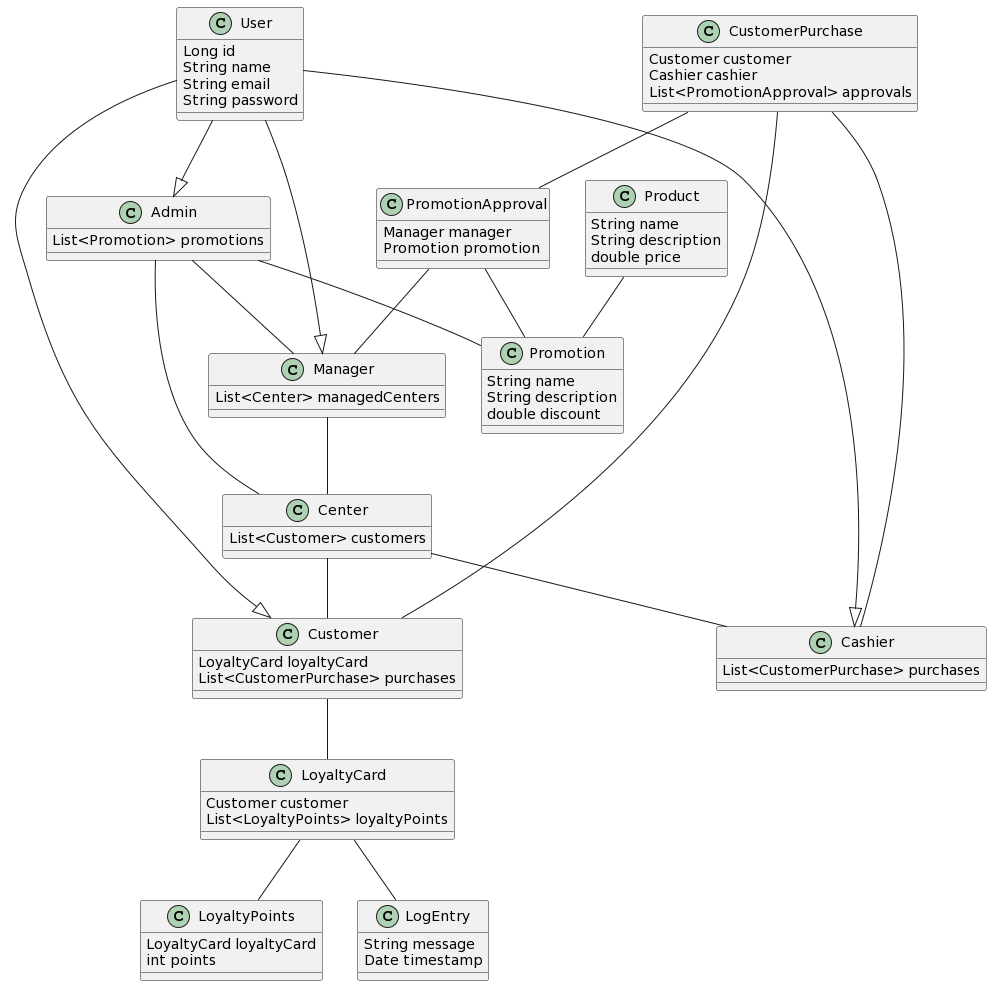 C User
Long id
String name
String email
String password
C CustomerPurchase
Customer customer
Cashier cashier
List<PromotionApproval> approvals
C Admin
List<Promotion> promotions
C PromotionApproval
Manager manager
Promotion promotion
C Product
String name
String description
double price
C Manager
List<Center> managedCenters
C Promotion
String name
String description
double discount
C Center
List<Customer> customers
C Customer
LoyaltyCard loyaltyCard
List<CustomerPurchase> purchases
C Cashier
List<CustomerPurchase> purchases
C LoyaltyCard
Customer customer
List<LoyaltyPoints> loyaltyPoints
C LoyaltyPoints
LoyaltyCard loyaltyCard
int points
C LogEntry
String message
Date timestamp